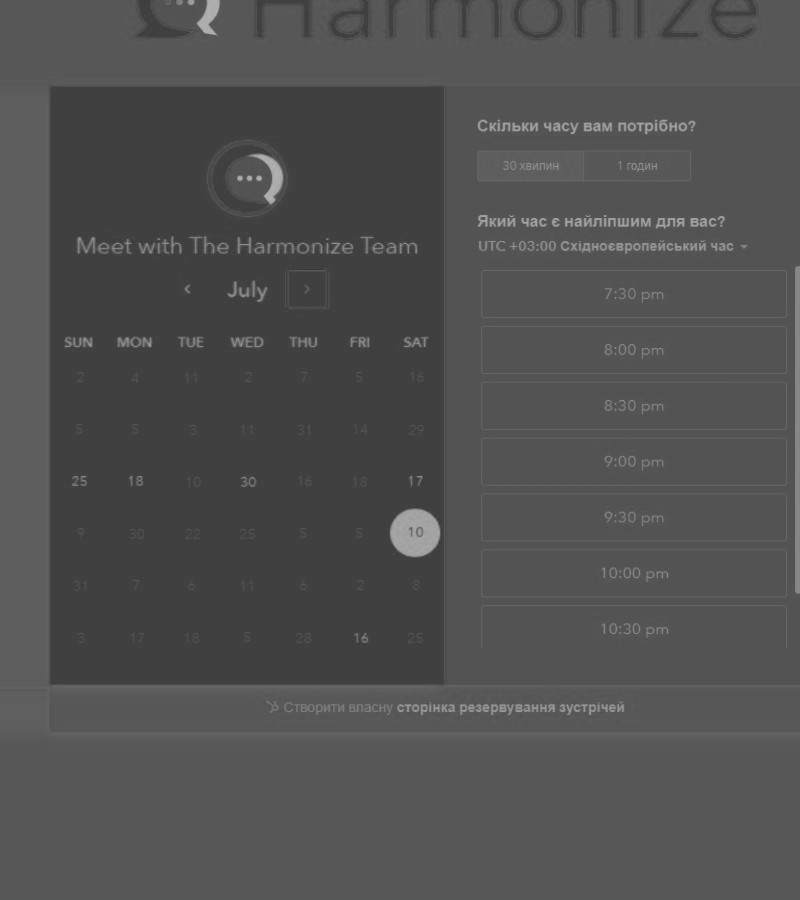 Harmonize
Meet with The Harmonize Team
July
SUN MON TUE WED THU FRI SAT
2 4 11 2 7 5 16
5 5 3 11 31 14 29
25 18 10 30 16 18 17
9 30 22 25 5 5 10
31 7 6 11 6 2 8
3 17 18 5 28 16 25
Скільки часу вам потрібно?
30 хвилин 1 годин
Який час є найліпшим для вас?
UTC +03:00 Східноєвропейський час
7:30 pm
8:00 pm
8:30 pm
9:00 pm
9:30 pm
10:00 pm
10:30 pm
Створити власну сторінка резервування зустрічей